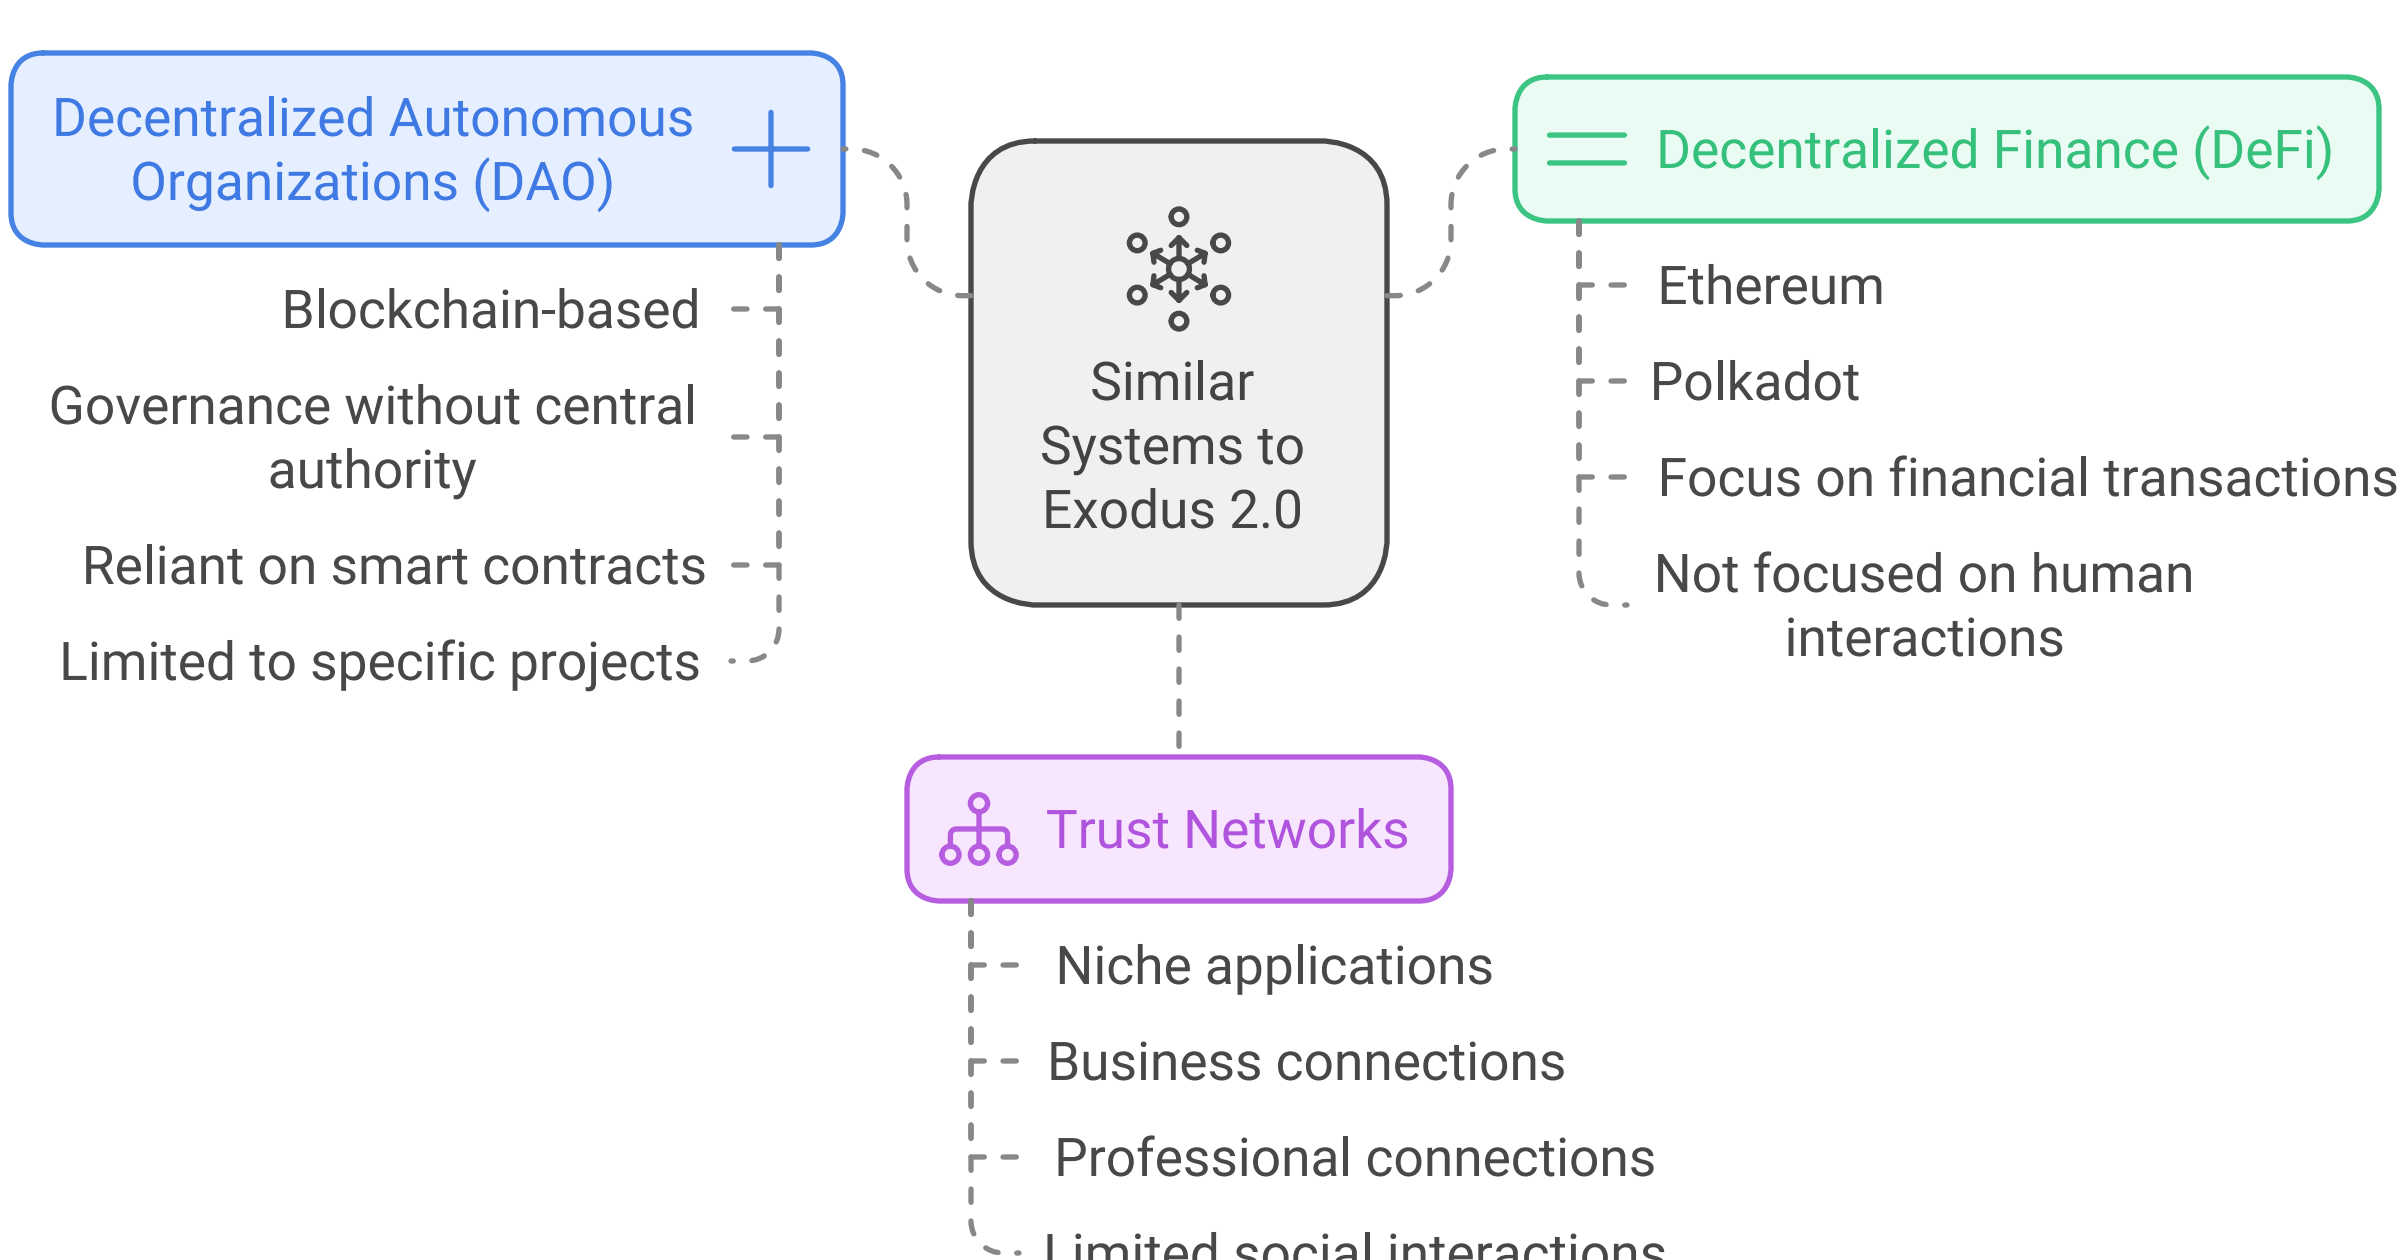 Decentralized Autonomous
Organizations (DAO)
Blockchain-based
Governance without central
authority
Reliant on smart contracts
Limited to specific projects
Similar
Systems to
Exodus 2.0
Decentralized Finance (DeFi)
Ethereum
Polkadot
Focus on financial transactions
Not focused on human
interactions
Trust Networks
Niche applications
Business connections
Professional connections
Limited social interactions